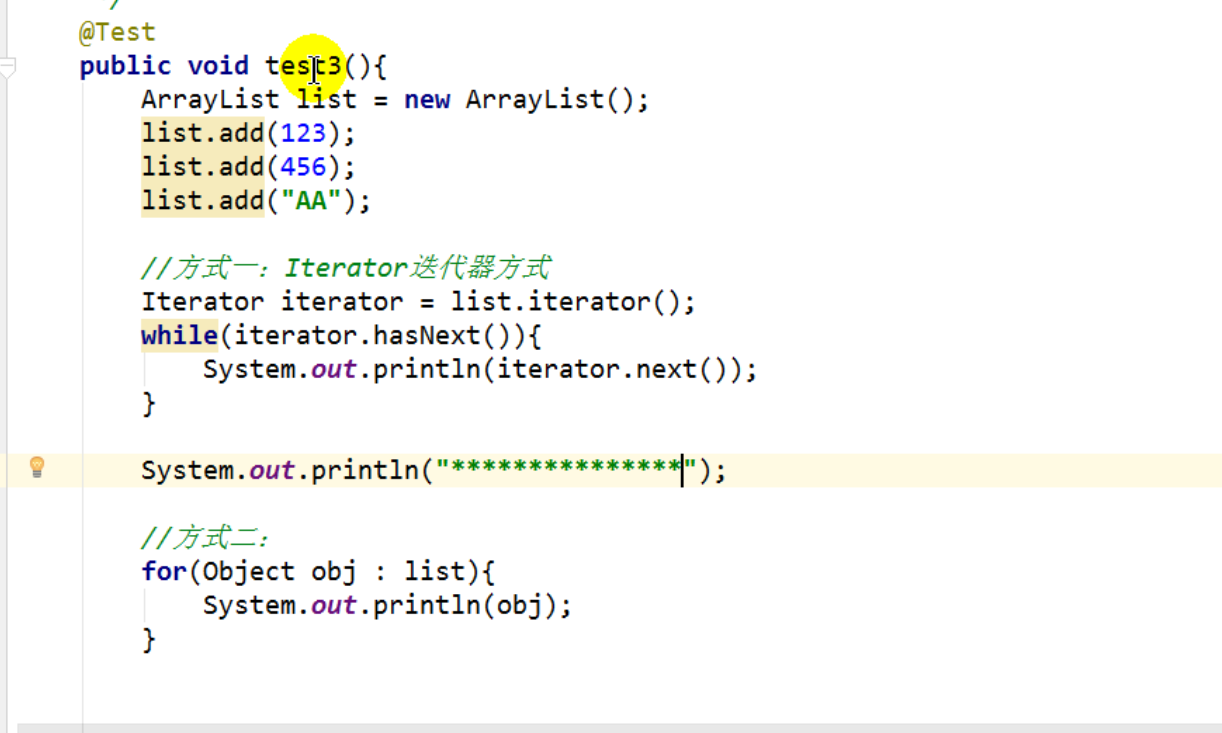 /
@Test
public void test3(){
ArrayList list = new ArrayList();
list.add(123);
list.add(456);
list.add("AA");
//方式一：Iterator迭代器方式
Iterator iterator = list.iterator();
while(iterator.hasNext()){
System.out.println(iterator.next());
}
System.out.println("***************");
//方式二：
for(Object obj : list){
System.out.println(obj);
}